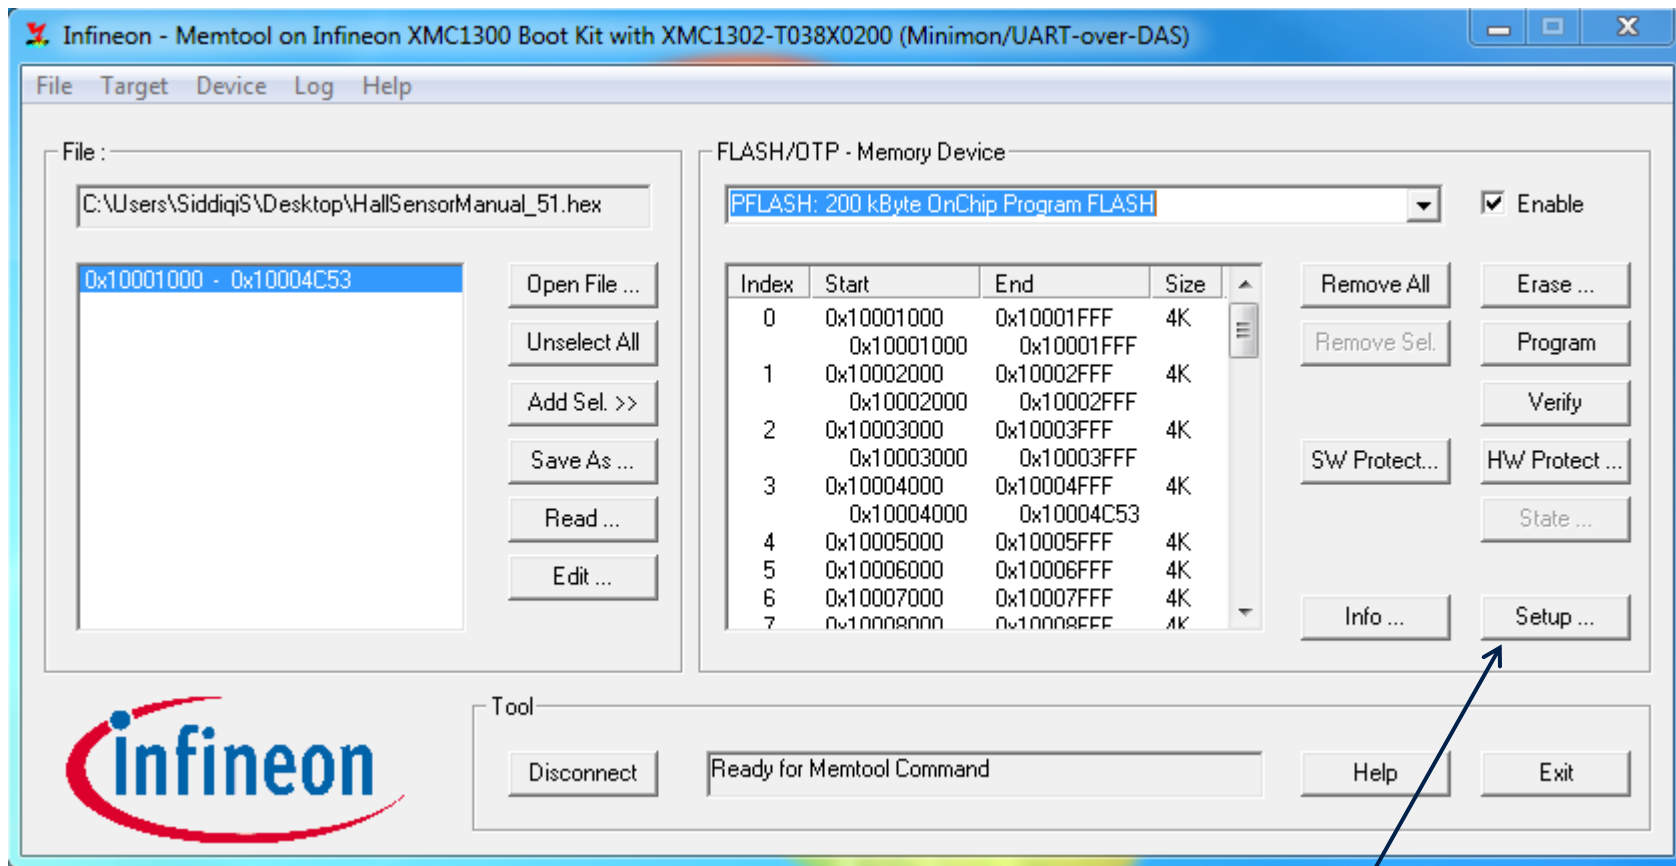 Infineon - Memtool on Infineon XMC1300 Boot Kit with XMC1302-T038X0200 (Minimon/UART-over-DAS)
File Target Device Log Help
File :
C:\Users\SiddiqiS\Desktop\HallSensorManual_51.hex
0x10001000 - 0x10004C53
Open File ...
Unselect All
Add Sel. >>
Save As ...
Read ...
Edit ...
FLASH/OTP - Memory Device
PFLASH: 200 kByte OnChip Program FLASH
Enable
Index Start End Size
0 0x10001000 0x10001FFF 4K
0x10001000 0x10001FFF
1 0x10002000 0x10002FFF 4K
0x10002000 0x10002FFF
2 0x10003000 0x10003FFF 4K
0x10003000 0x10003FFF
3 0x10004000 0x10004FFF 4K
0x10004000 0x10004C53
4 0x10005000 0x10005FFF 4K
5 0x10006000 0x10006FFF 4K
6 0x10007000 0x10007FFF 4K
7 0x10008000 0x10008FFF 4K
Remove All
Erase ...
Remove Sel.
Program
Verify
SW Protect...
HW Protect ...
State ...
Info ...
Setup ...
infineon
Tool
Disconnect
Ready for Memtool Command
Help
Exit